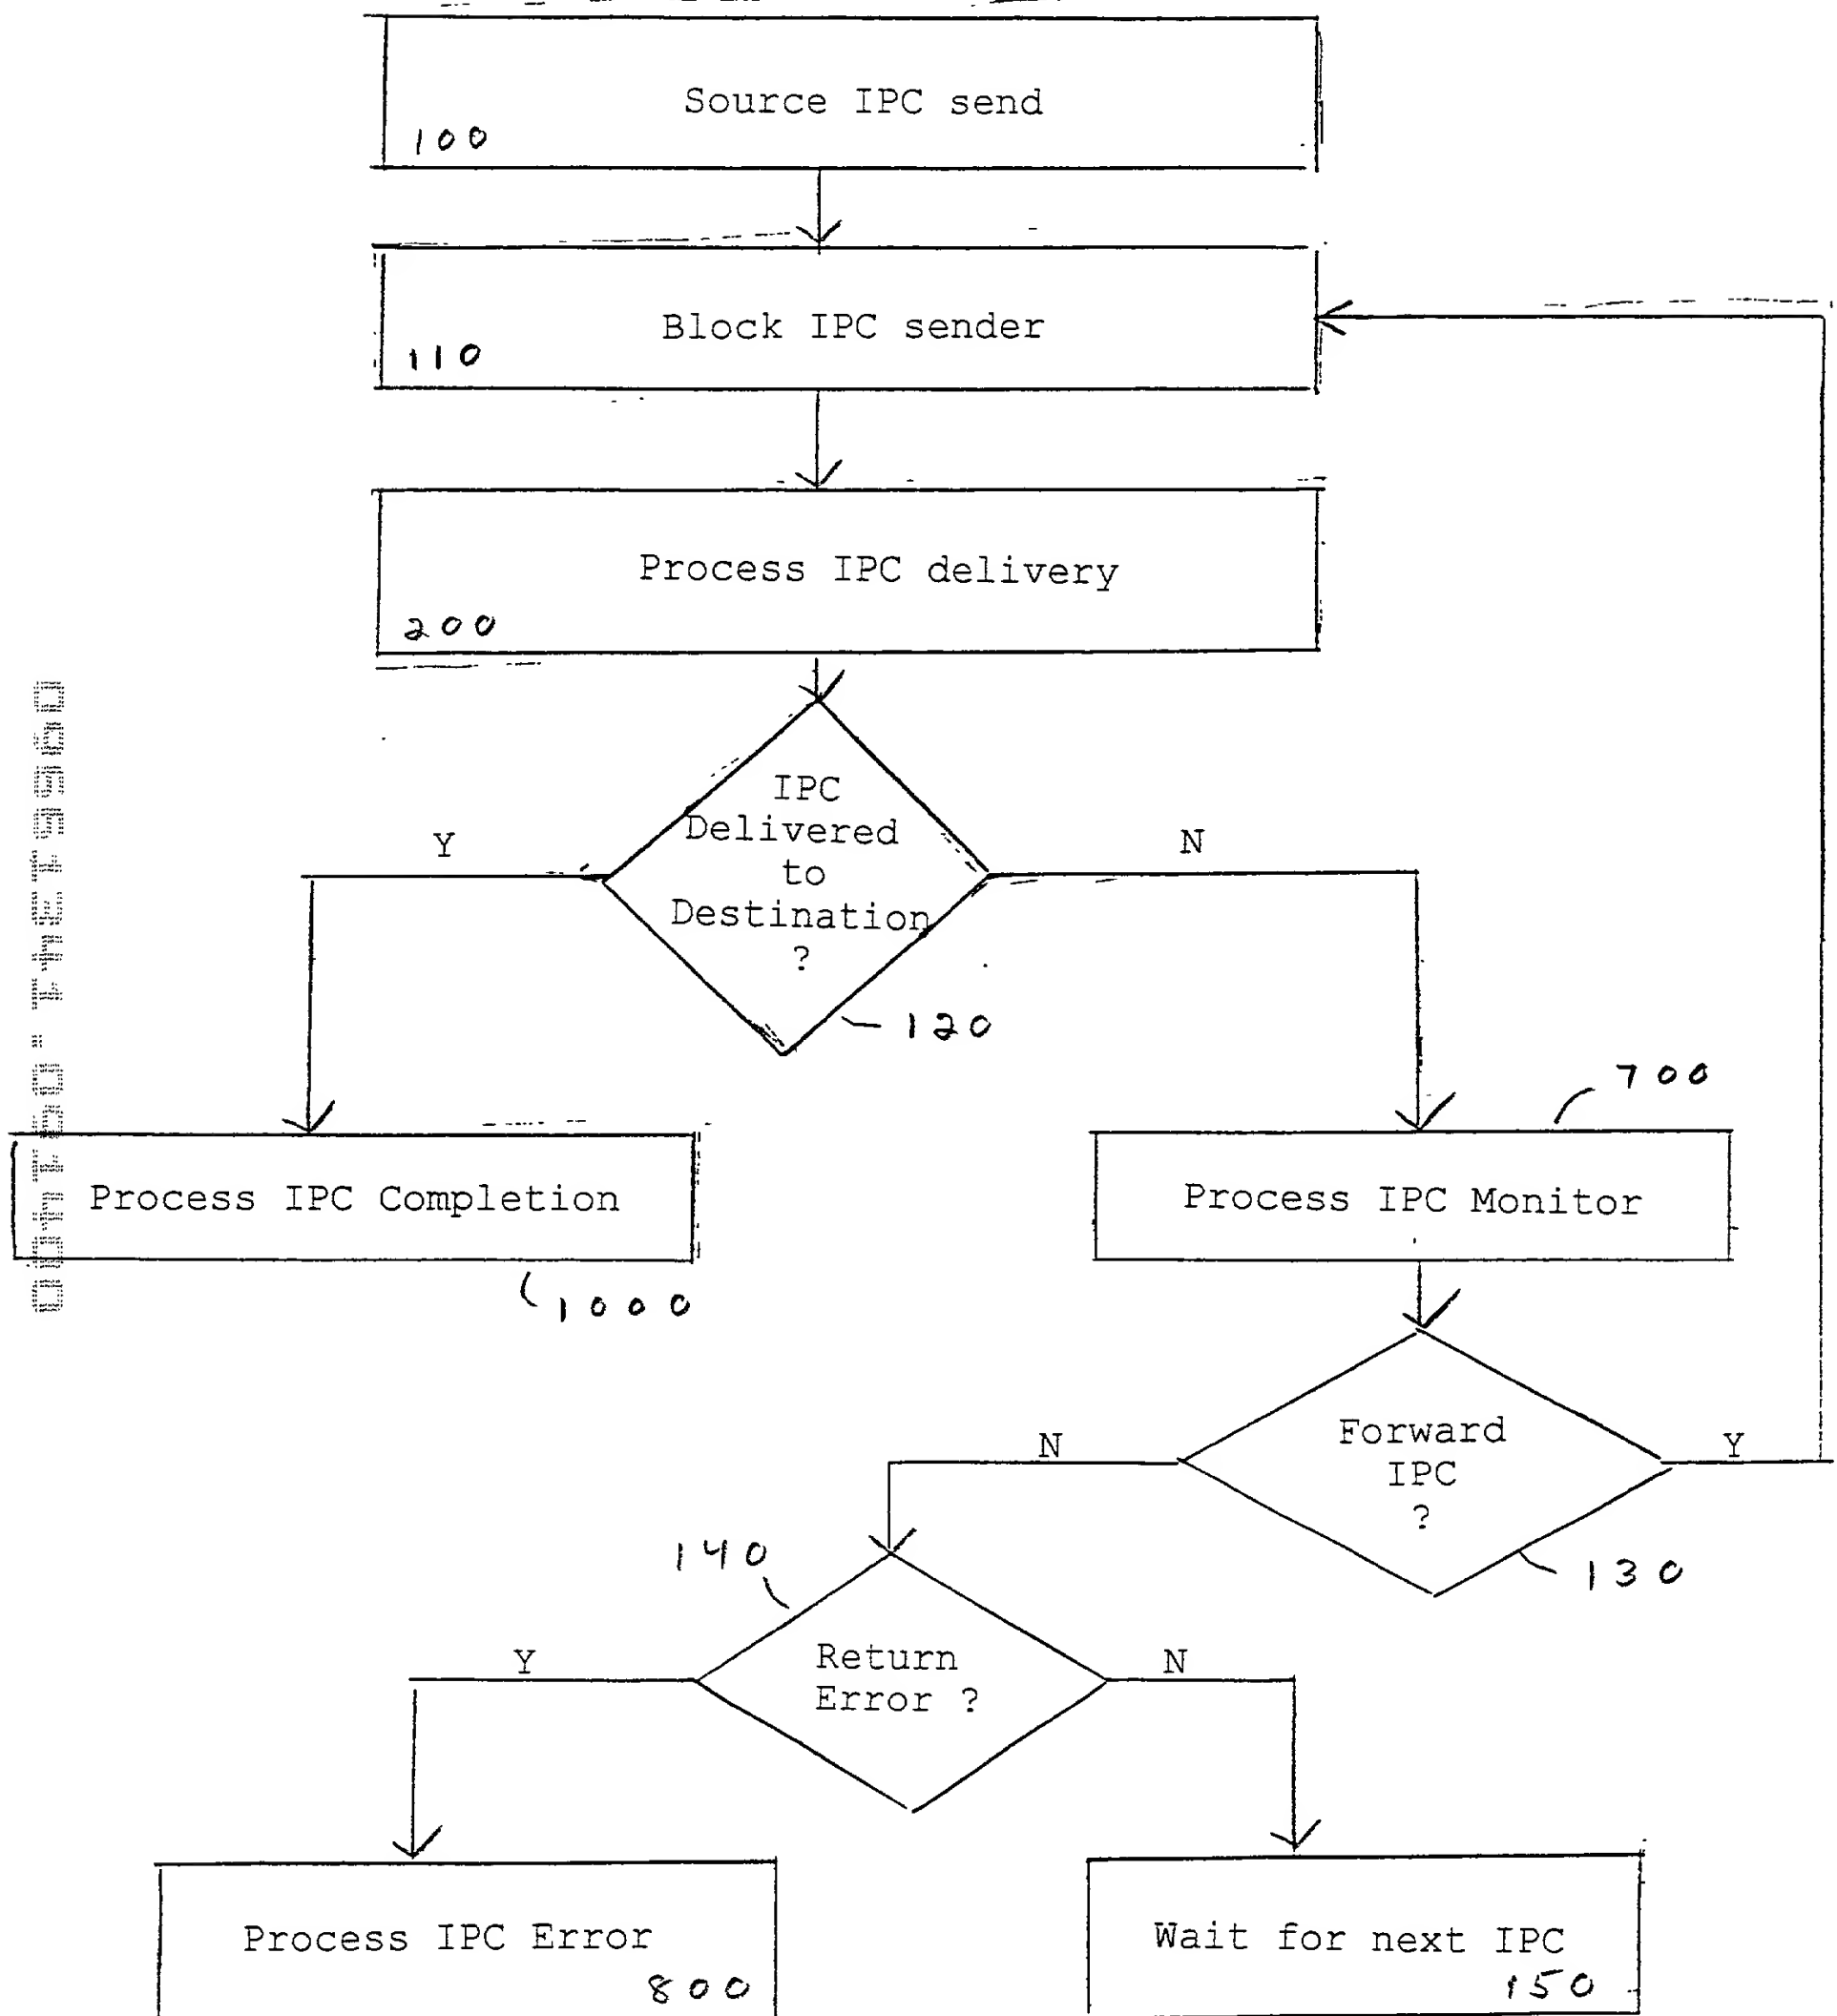 Source IPC send
100
Block IPC sender
110
Process IPC delivery
200
IPC
Delivered
to
Destination
?
Y
N
120
700
Process IPC Completion
Process IPC Monitor
1000
Forward
IPC
?
N
Y
130
140
Return
Error ?
Y
N
Process IPC Error
800
Wait for next IPC
150